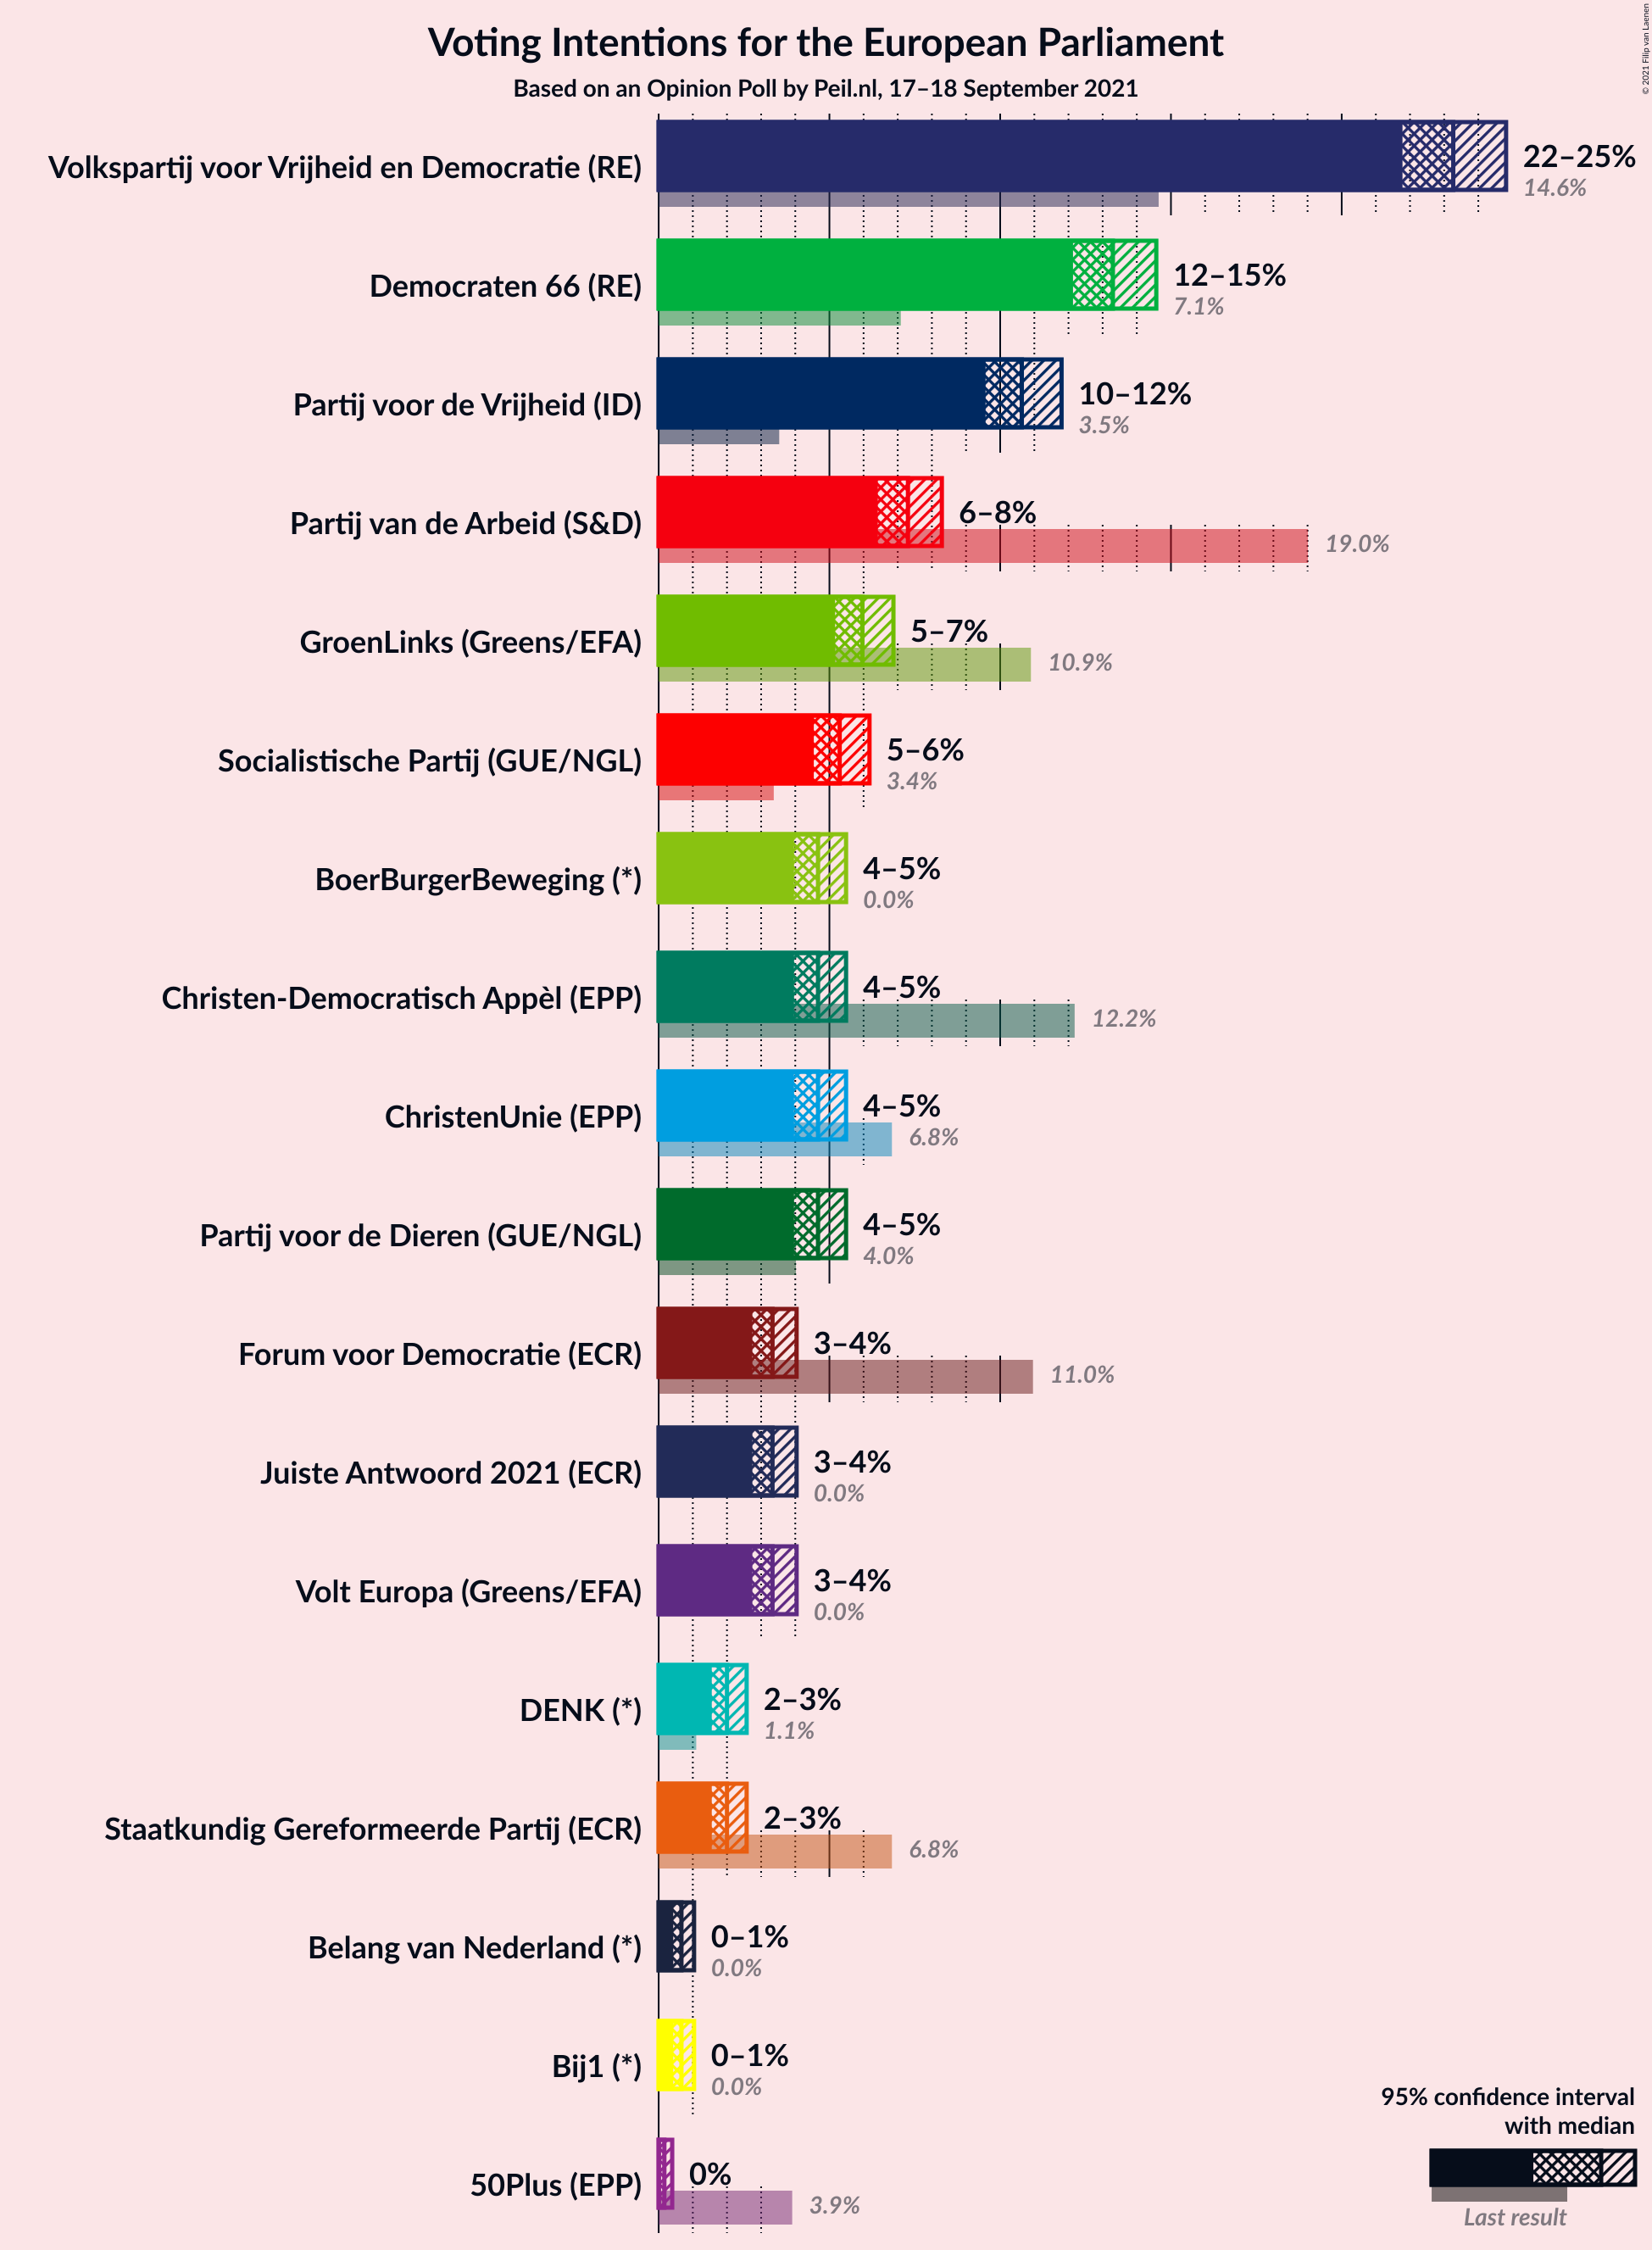 Voting Intentions for the European Parliament
Based on an Opinion Poll by Peil.nl, 17–18 September 2021
© 2021 Filip van Laenen
Volkspartij voor Vrijheid en Democratie (RE)
22–25%
14.6%
Democraten 66 (RE)
12–15%
7.1%
Partij voor de Vrijheid (ID)
10–12%
3.5%
Partij van de Arbeid (S&D)
6–8%
19.0%
GroenLinks (Greens/EFA)
5–7%
10.9%
Socialistische Partij (GUE/NGL)
5–6%
3.4%
BoerBurgerBeweging (*)
4–5%
0.0%
Christen-Democratisch Appèl (EPP)
4–5%
12.2%
ChristenUnie (EPP)
4–5%
6.8%
Partij voor de Dieren (GUE/NGL)
4–5%
4.0%
Forum voor Democratie (ECR)
3–4%
11.0%
Juiste Antwoord 2021 (ECR)
3–4%
0.0%
Volt Europa (Greens/EFA)
3–4%
0.0%
DENK (*)
2–3%
1.1%
Staatkundig Gereformeerde Partij (ECR)
2–3%
6.8%
Belang van Nederland (*)
0–1%
0.0%
Bij1 (*)
0–1%
0.0%
50Plus (EPP)
0%
3.9%
95% confidence interval
with median
Last result